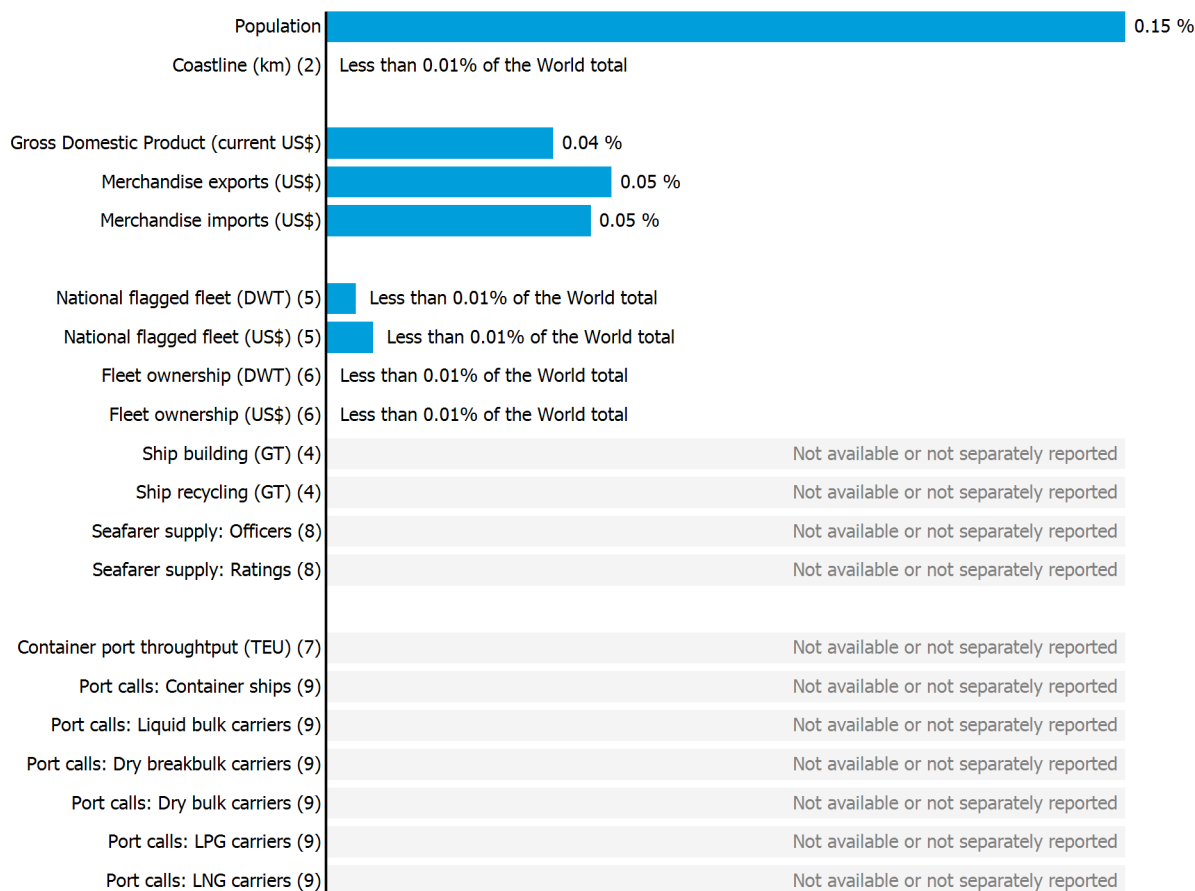 Population 0.15 %
Coastline (km) (2) Less than 0.01% of the World total
Gross Domestic Product (current US$) 0.04 %
Merchandise exports (US$) 0.05 %
Merchandise imports (US$) 0.05 %
National flagged fleet (DWT) (5) Less than 0.01% of the World total
National flagged fleet (US$) (5) Less than 0.01% of the World total
Fleet ownership (DWT) (6) Less than 0.01% of the World total
Fleet ownership (US$) (6) Less than 0.01% of the World total
Ship building (GT) (4) Not available or not separately reported
Ship recycling (GT) (4) Not available or not separately reported
Seafarer supply: Officers (8) Not available or not separately reported
Seafarer supply: Ratings (8) Not available or not separately reported
Container port throughtput (TEU) (7) Not available or not separately reported
Port calls: Container ships (9) Not available or not separately reported
Port calls: Liquid bulk carriers (9) Not available or not separately reported
Port calls: Dry breakbulk carriers (9) Not available or not separately reported
Port calls: Dry bulk carriers (9) Not available or not separately reported
Port calls: LPG carriers (9) Not available or not separately reported
Port calls: LNG carriers (9) Not available or not separately reported